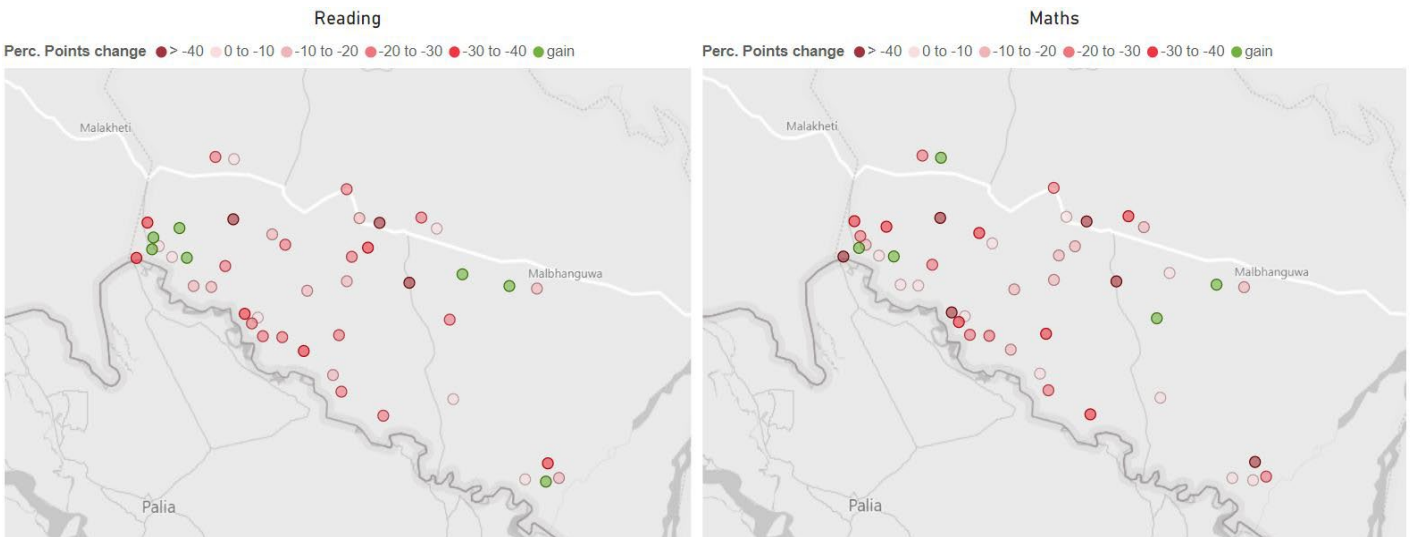 Reading
Perc. Points change > -40 0 to -10 -10 to -20 -20 to -30 -30 to -40 gain
Malakheti
Malbhanguwa
Palia
Maths
Perc. Points change > -40 0 to -10 -10 to -20 -20 to -30 -30 to -40 gain
Malakheti
Malbhanguwa
Palia